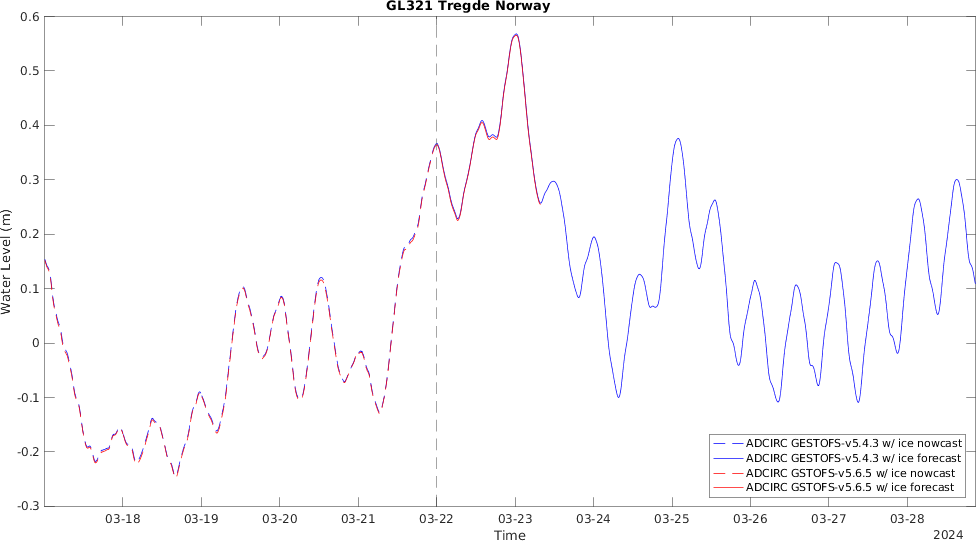 GL321 Tregde Norway
0.6
0.5
0.4
0.3
0.2
0.1
0
-0.1
-0.2
-0.3
Water Level (m)
03-18 03-19 03-20 03-21 03-22 03-23 03-24 03-25 03-26 03-27 03-28
Time
2024
ADCIRC GESTOFS-v5.4.3 w/ ice nowcast
ADCIRC GESTOFS-v5.4.3 w/ ice forecast
ADCIRC GSTOFS-v5.6.5 w/ ice nowcast
ADCIRC GSTOFS-v5.6.5 w/ ice forecast